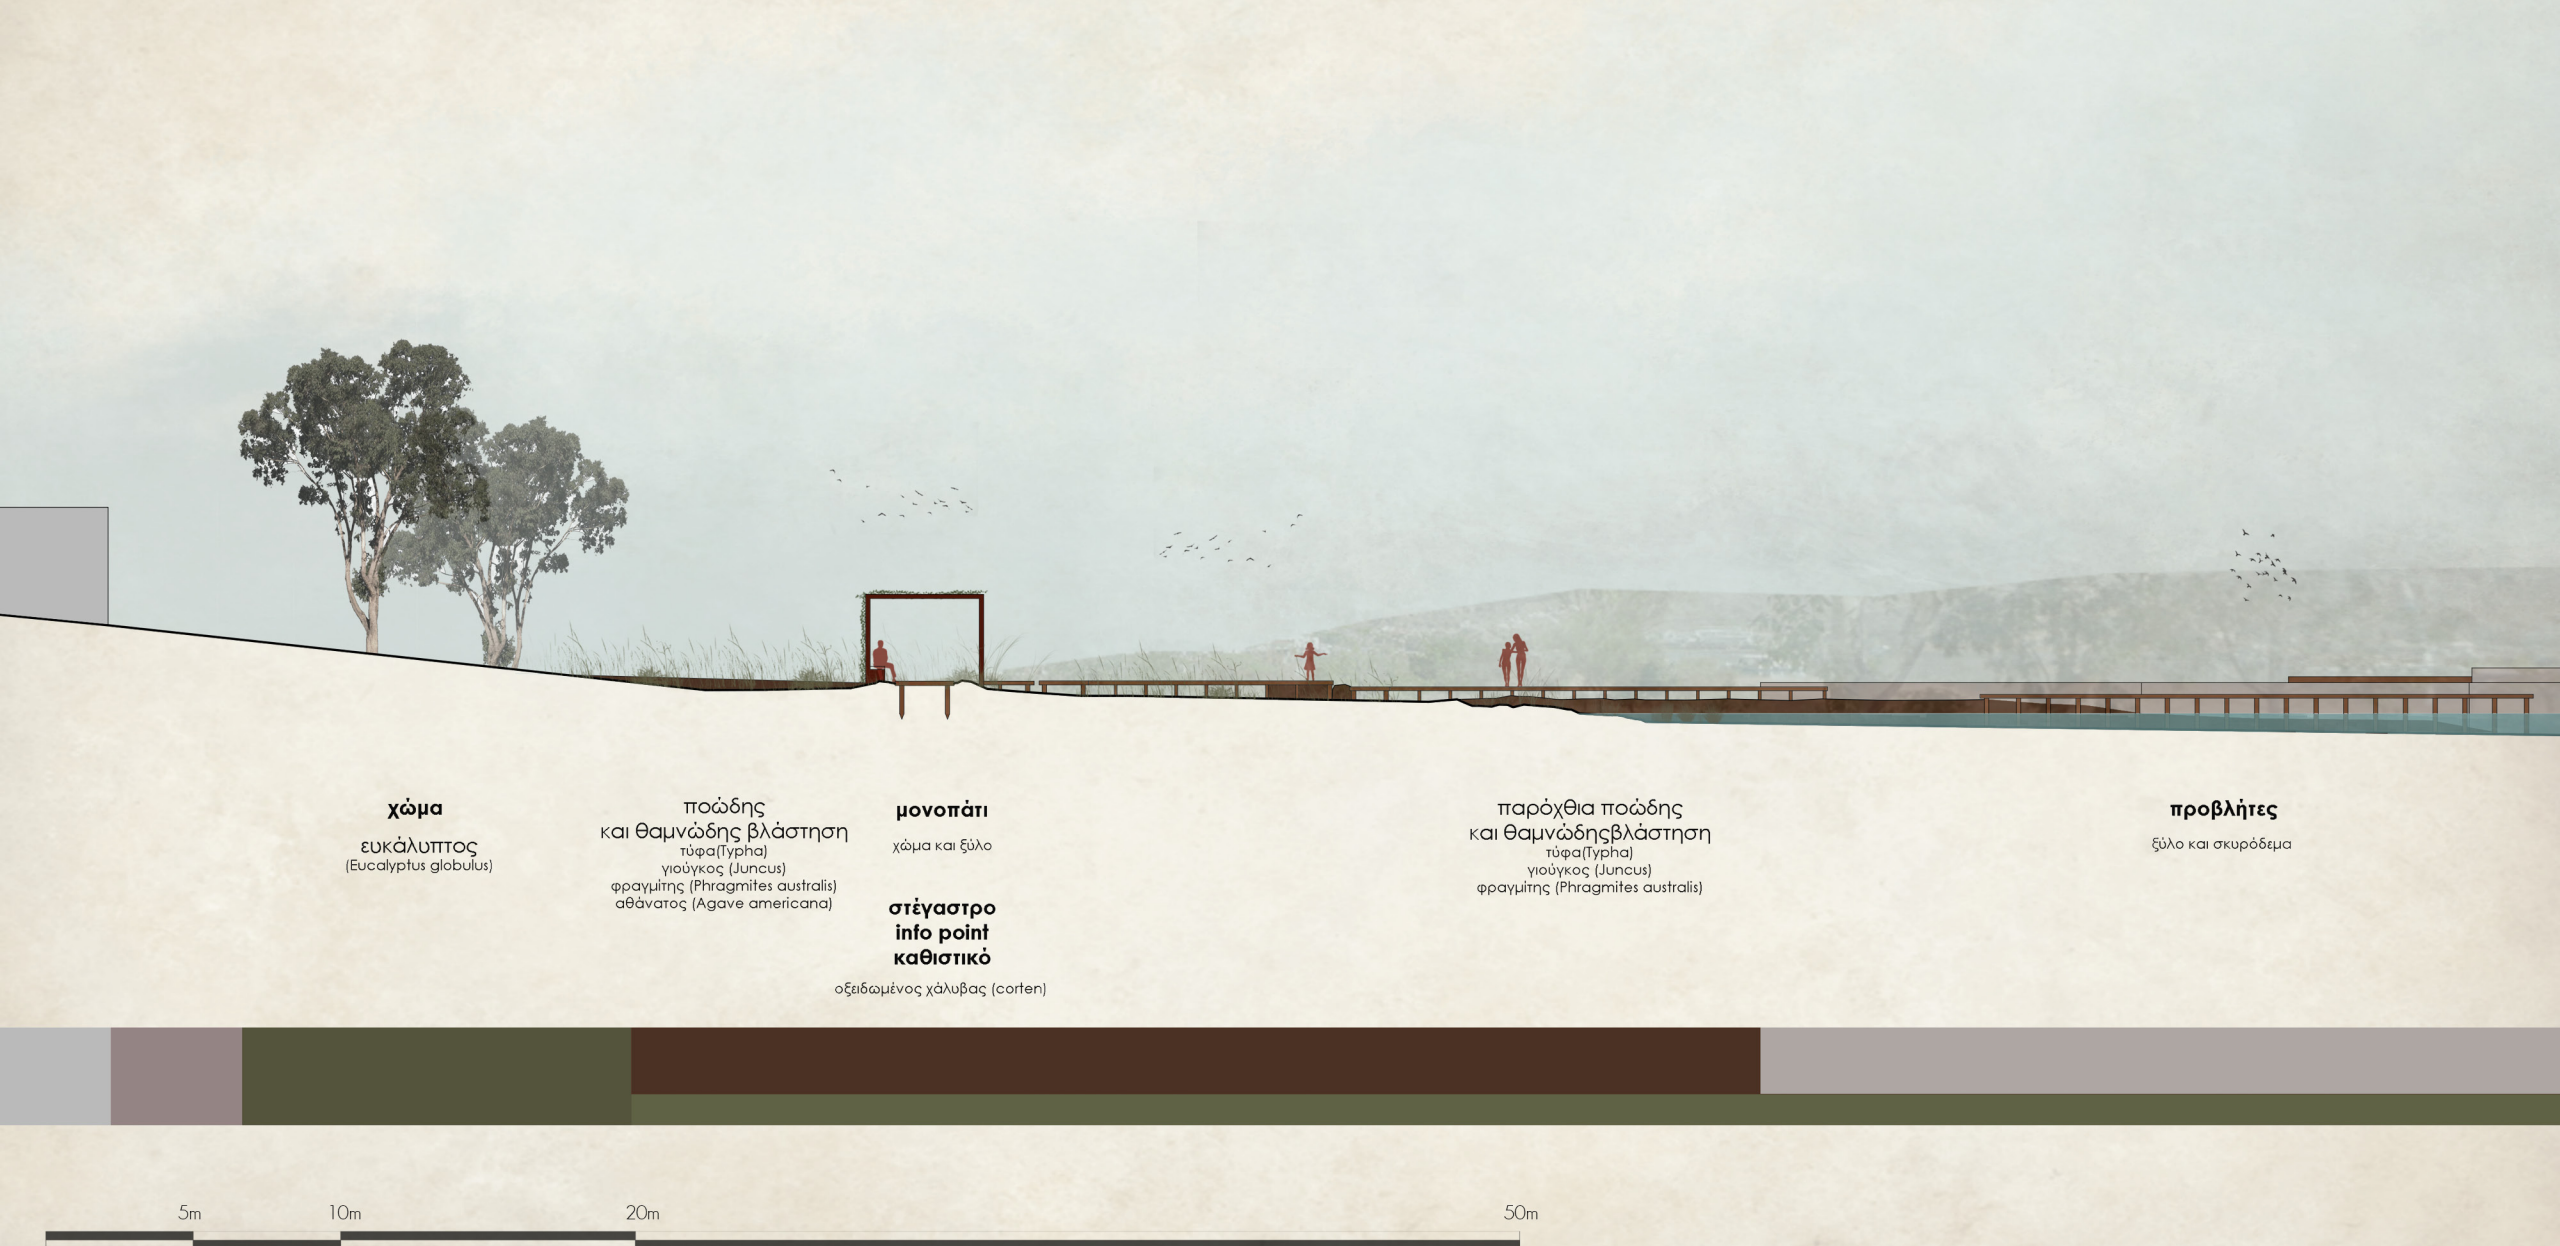 χώμα
ευκάλυπτος
(Eucalyptus globulus)
ποώδης
και θαμνώδης βλάστηση
τύφα(Typha)
γιούγκος (Juncus)
φραγμίτης (Phragmites australis)
αθάνατος (Agave americana)
μονοπάτι
χώμα και ξύλο
στέγαστρο
info point
καθιστικό
οξειδωμένος χάλυβας (corten)
παρόχθια ποώδης
και θαμνώδηςβλάστηση
τύφα(Typha)
γιούγκος (Juncus)
φραγμίτης (Phragmites australis)
προβλήτες
ξύλο και σκυρόδεμα
5m
10m
20m
50m